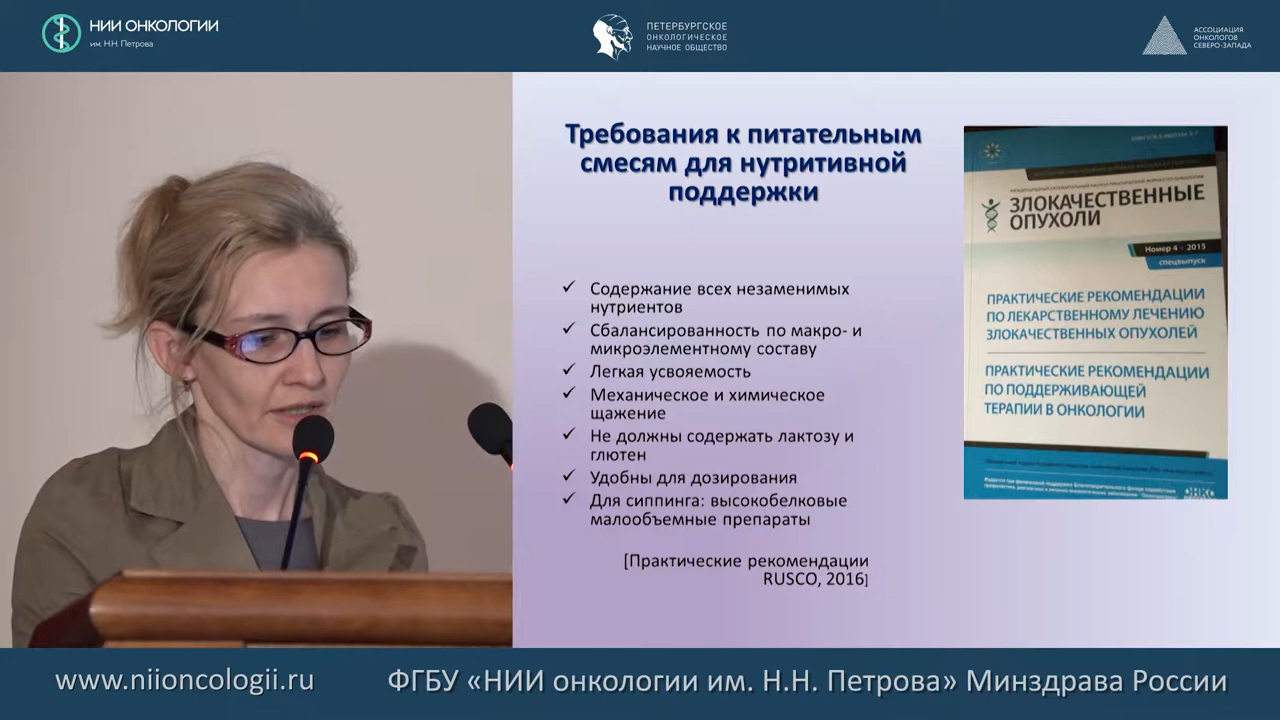 НИИ ОНКОЛОГИИ
им. Н.Н. Петрова
ПЕТЕРБУРГСКОЕ
ОНКОЛОГИЧЕСКОЕ
НАУЧНОЕ ОБЩЕСТВО
АССОЦИАЦИЯ
ОНКОЛОГОВ
СЕВЕРО-ЗАПАДА
Требования к питательным
смесям для нутритивной
поддержки
Содержание всех незаменимых
нутриентов
Сбалансированность по макро- и
микроэлементному составу
Легкая усвояемость
Механическое и химическое
щажение
Не должны содержать лактозу и
глютен
Удобны для дозирования
Для сиппинга: высокобелковые
малообъемные препараты
[Практические рекомендации
RUSCO, 2016]
ЗЛОКАЧЕСТВЕННЫЕ
ОПУХОЛИ
Номер 4 - 2015
спецвыпуск
ПРАКТИЧЕСКИЕ РЕКОМЕНДАЦИИ
ПО ЛЕКАРСТВЕННОМУ ЛЕЧЕНИЮ
ЗЛОКАЧЕСТВЕННЫХ ОПУХОЛЕЙ
ПРАКТИЧЕСКИЕ РЕКОМЕНДАЦИИ
ПО ПОДДЕРЖИВАЮЩЕЙ
ТЕРАПИИ В ОНКОЛОГИИ
www.niioncologii.ru
ФГБУ «НИИ онкологии им. Н.Н. Петрова» Минздрава России